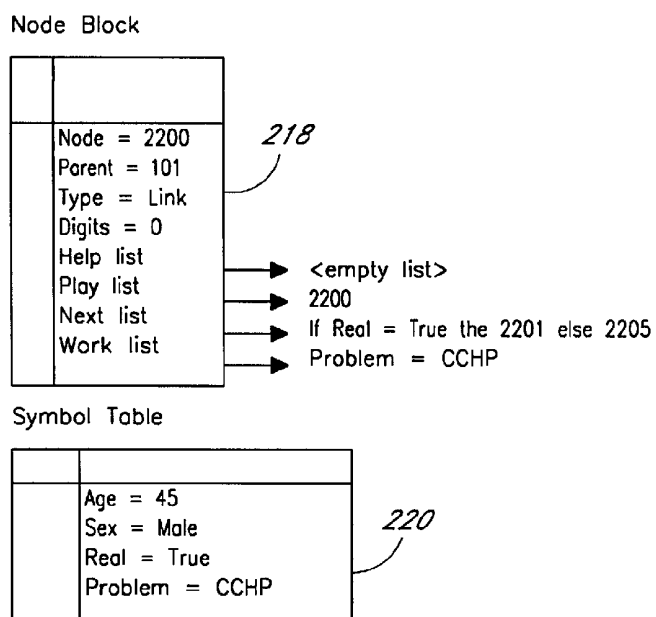 Node Block
Node = 2200
218
Parent = 101
Type = Link
Digits = 0
Help list
<empty list>
Play list
2200
Next list
If Real = True the 2201 else 2205
Work list
Problem = CCHP
Symbol Table
Age = 45
220
Sex = Male
Real = True
Problem = CCHP